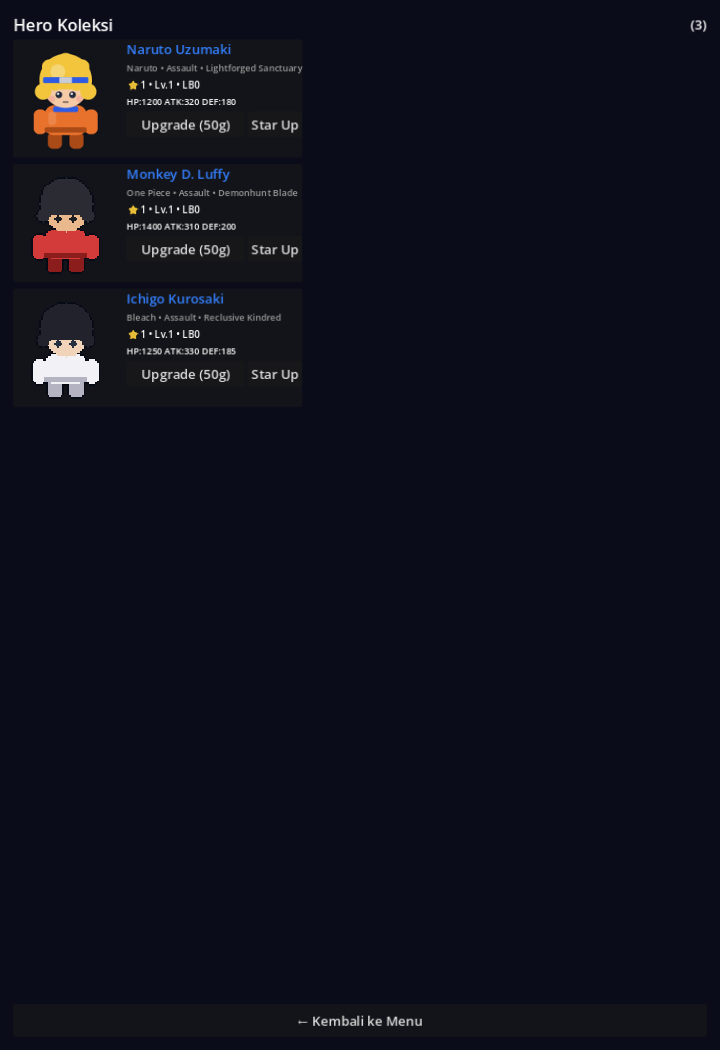 Hero Koleksi
(3)
Naruto Uzumaki
Naruto • Assault • Lightforged Sanctuary
⭐ 1 • Lv.1 • LB0
HP:1200 ATK:320 DEF:180
Upgrade (50g)
Star Up
Monkey D. Luffy
One Piece • Assault • Demonhunt Blade
⭐ 1 • Lv.1 • LB0
HP:1400 ATK:310 DEF:200
Upgrade (50g)
Star Up
Ichigo Kurosaki
Bleach • Assault • Reclusive Kindred
⭐ 1 • Lv.1 • LB0
HP:1250 ATK:330 DEF:185
Upgrade (50g)
Star Up
← Kembali ke Menu